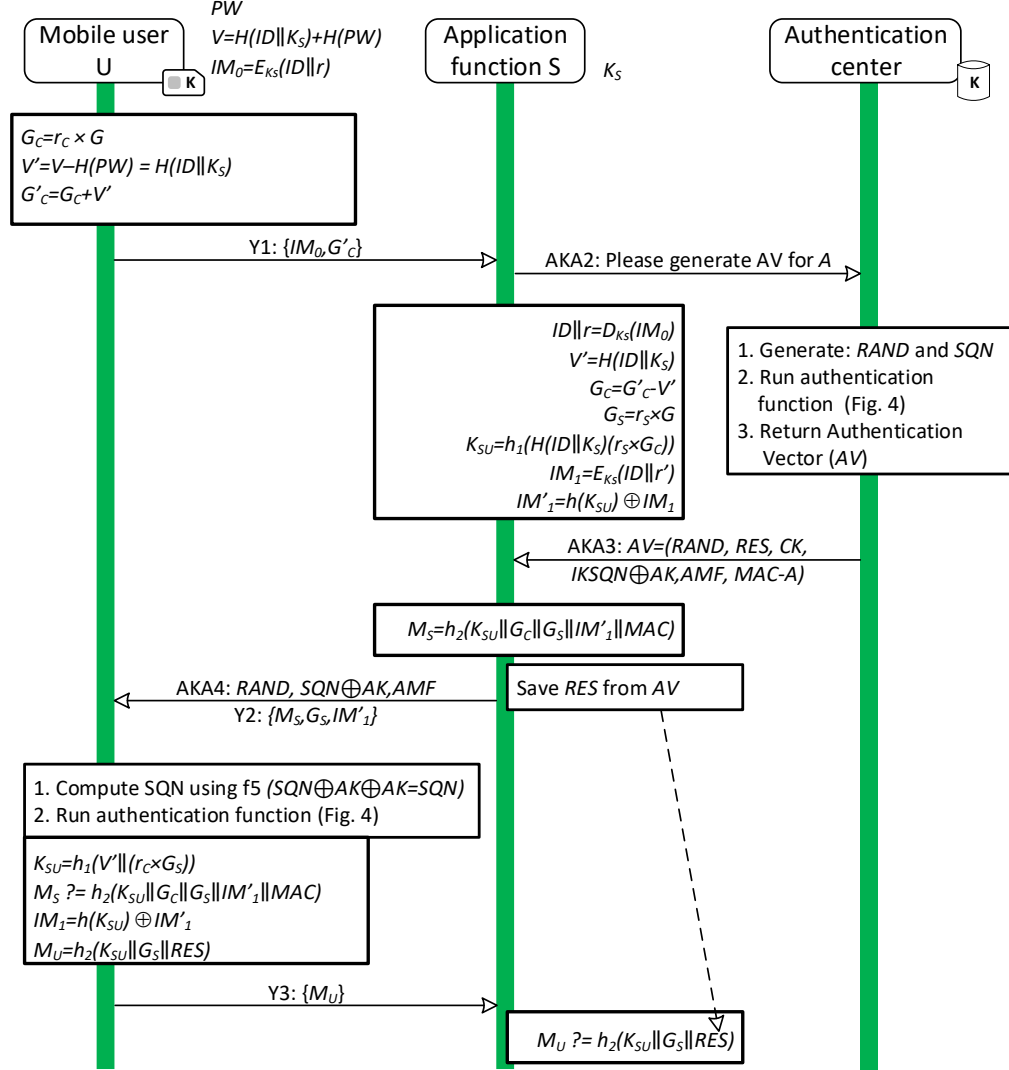 PW
V=H(ID‖K_S)+H(PW)
IM_0=E_Ks(ID‖r)
Mobile user
U
K
Application
function S
K_S
Authentication
center
K
G_C=r_C × G
V'=V–H(PW) = H(ID‖K_S)
G'_C=G_C+V'
Y1: {IM_0,G'_C}
AKA2: Please generate AV for A
ID‖r=D_Ks(IM_0)
V'=H(ID‖K_S)
G_C=G'_C-V'
G_S=r_S×G
K_SU=h_1(H(ID‖K_S)(r_S×G_C))
IM_1=E_Ks(ID‖r')
IM'_1=h(K_SU) ⊕ IM_1
1. Generate: RAND and SQN
2. Run authentication
function (Fig. 4)
3. Return Authentication
Vector (AV)
AKA3: AV=(RAND, RES, CK,
IKSQN⊕AK,AMF, MAC-A)
M_S=h_2(K_SU‖G_C‖G_S‖IM'_1‖MAC)
AKA4: RAND, SQN⊕AK,AMF
Y2: {M_S,G_S,IM'_1}
Save RES from AV
1. Compute SQN using f5 (SQN⊕AK⊕AK=SQN)
2. Run authentication function (Fig. 4)
K_SU=h_1(V'‖(r_C×G_S))
M_S ?= h_2(K_SU‖G_C‖G_S‖IM'_1‖MAC)
IM_1=h(K_SU) ⊕ IM'_1
M_U=h_2(K_SU‖G_S‖RES)
Y3: {M_U}
M_U ?= h_2(K_SU‖G_S‖RES)